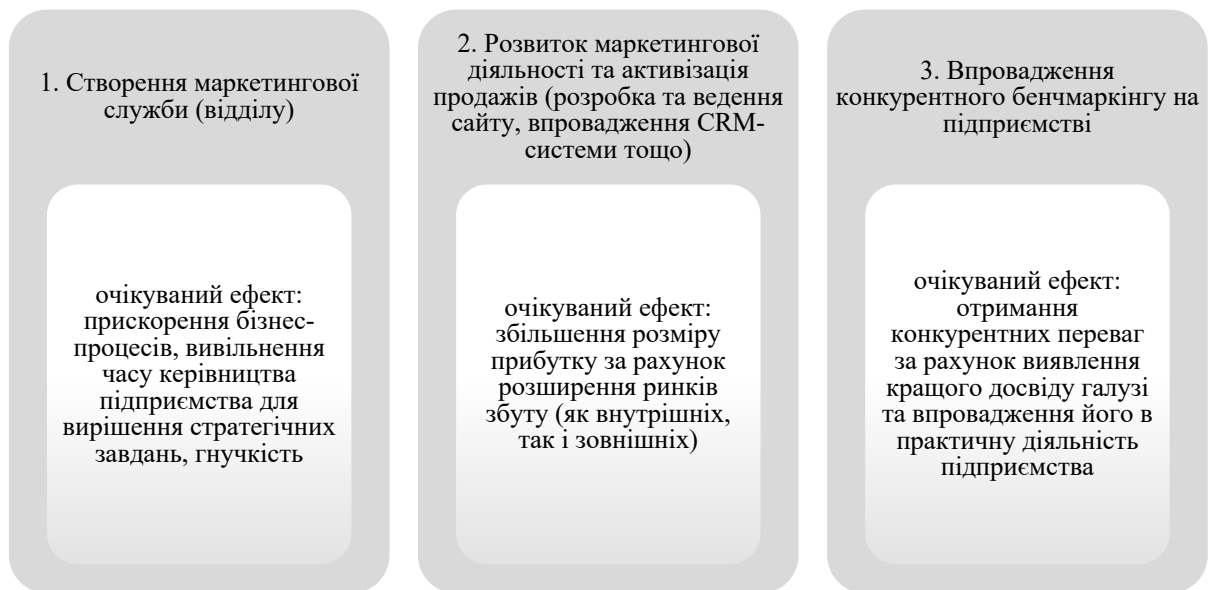 1. Створення маркетингової
служби (відділу)
очікуваний ефект:
прискорення бізнес-
процесів, вивільнення
часу керівництва
підприємства для
вирішення стратегічних
завдань, гнучкість
2. Розвиток маркетингової
діяльності та активізація
продажів (розробка та ведення
сайту, впровадження CRM-
системи тощо)
очікуваний ефект:
збільшення розміру
прибутку за рахунок
розширення ринків
збуту (як внутрішніх,
так і зовнішніх)
3. Впровадження
конкурентного бенчмаркінгу на
підприємстві
очікуваний ефект:
отримання
конкурентних переваг
за рахунок виявлення
кращого досвіду галузі
та впровадження його в
практичну діяльність
підприємства